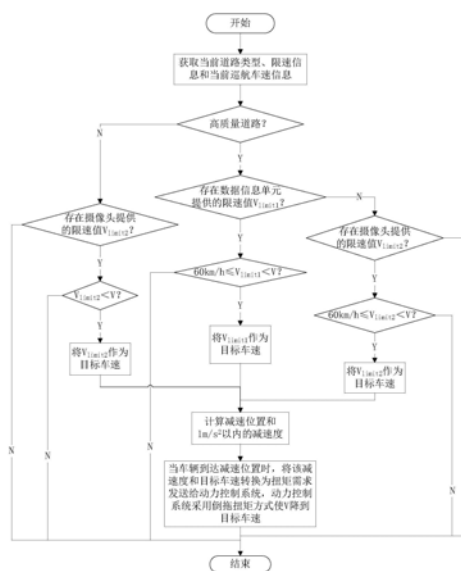 开始
获取当前道路类型、限速信
息和当前巡航车速信息
高质量道路?
N
Y
存在数据信息单元
提供的限速值Vlimit1?
N
存在摄像头提供
的限速值Vlimit2?
存在摄像头提供
的限速值Vlimit2?
Y
Y
N
Y
N
Vlimit2<V?
60km/h≤Vlimit1<V?
60km/h≤Vlimit2<V?
N
Y
N
Y
Y
N
将Vlimit2作为
目标车速
将Vlimit1作为
目标车速
将Vlimit2作为
目标车速
计算减速位置和
1m/s²以内的减速度
当车辆到达减速位置时，将该减
速度和目标车速转换为扭矩需求
发送给动力控制系统，动力控制
系统采用倒拖扭矩方式使V降到
目标车速
结束